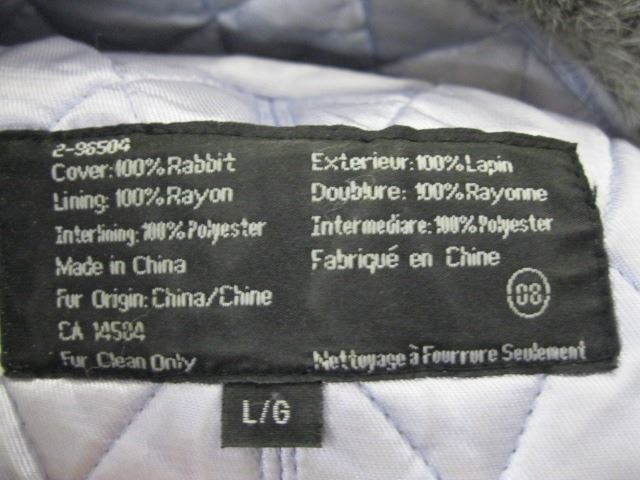 2-96504
Cover:100%Rabbit
Lining: 100%Rayon
Interlining: 100%Polyester
Made in China
Fur Origin: China/Chine
CA 14504
Fur Clean Only
Exterieur:100%Lapin
Doublure: 100%Rayonne
Intermediare: 100%Polyester
Fabriqué en Chine
08
Nettoyage à Fourrure Seulement
L/G